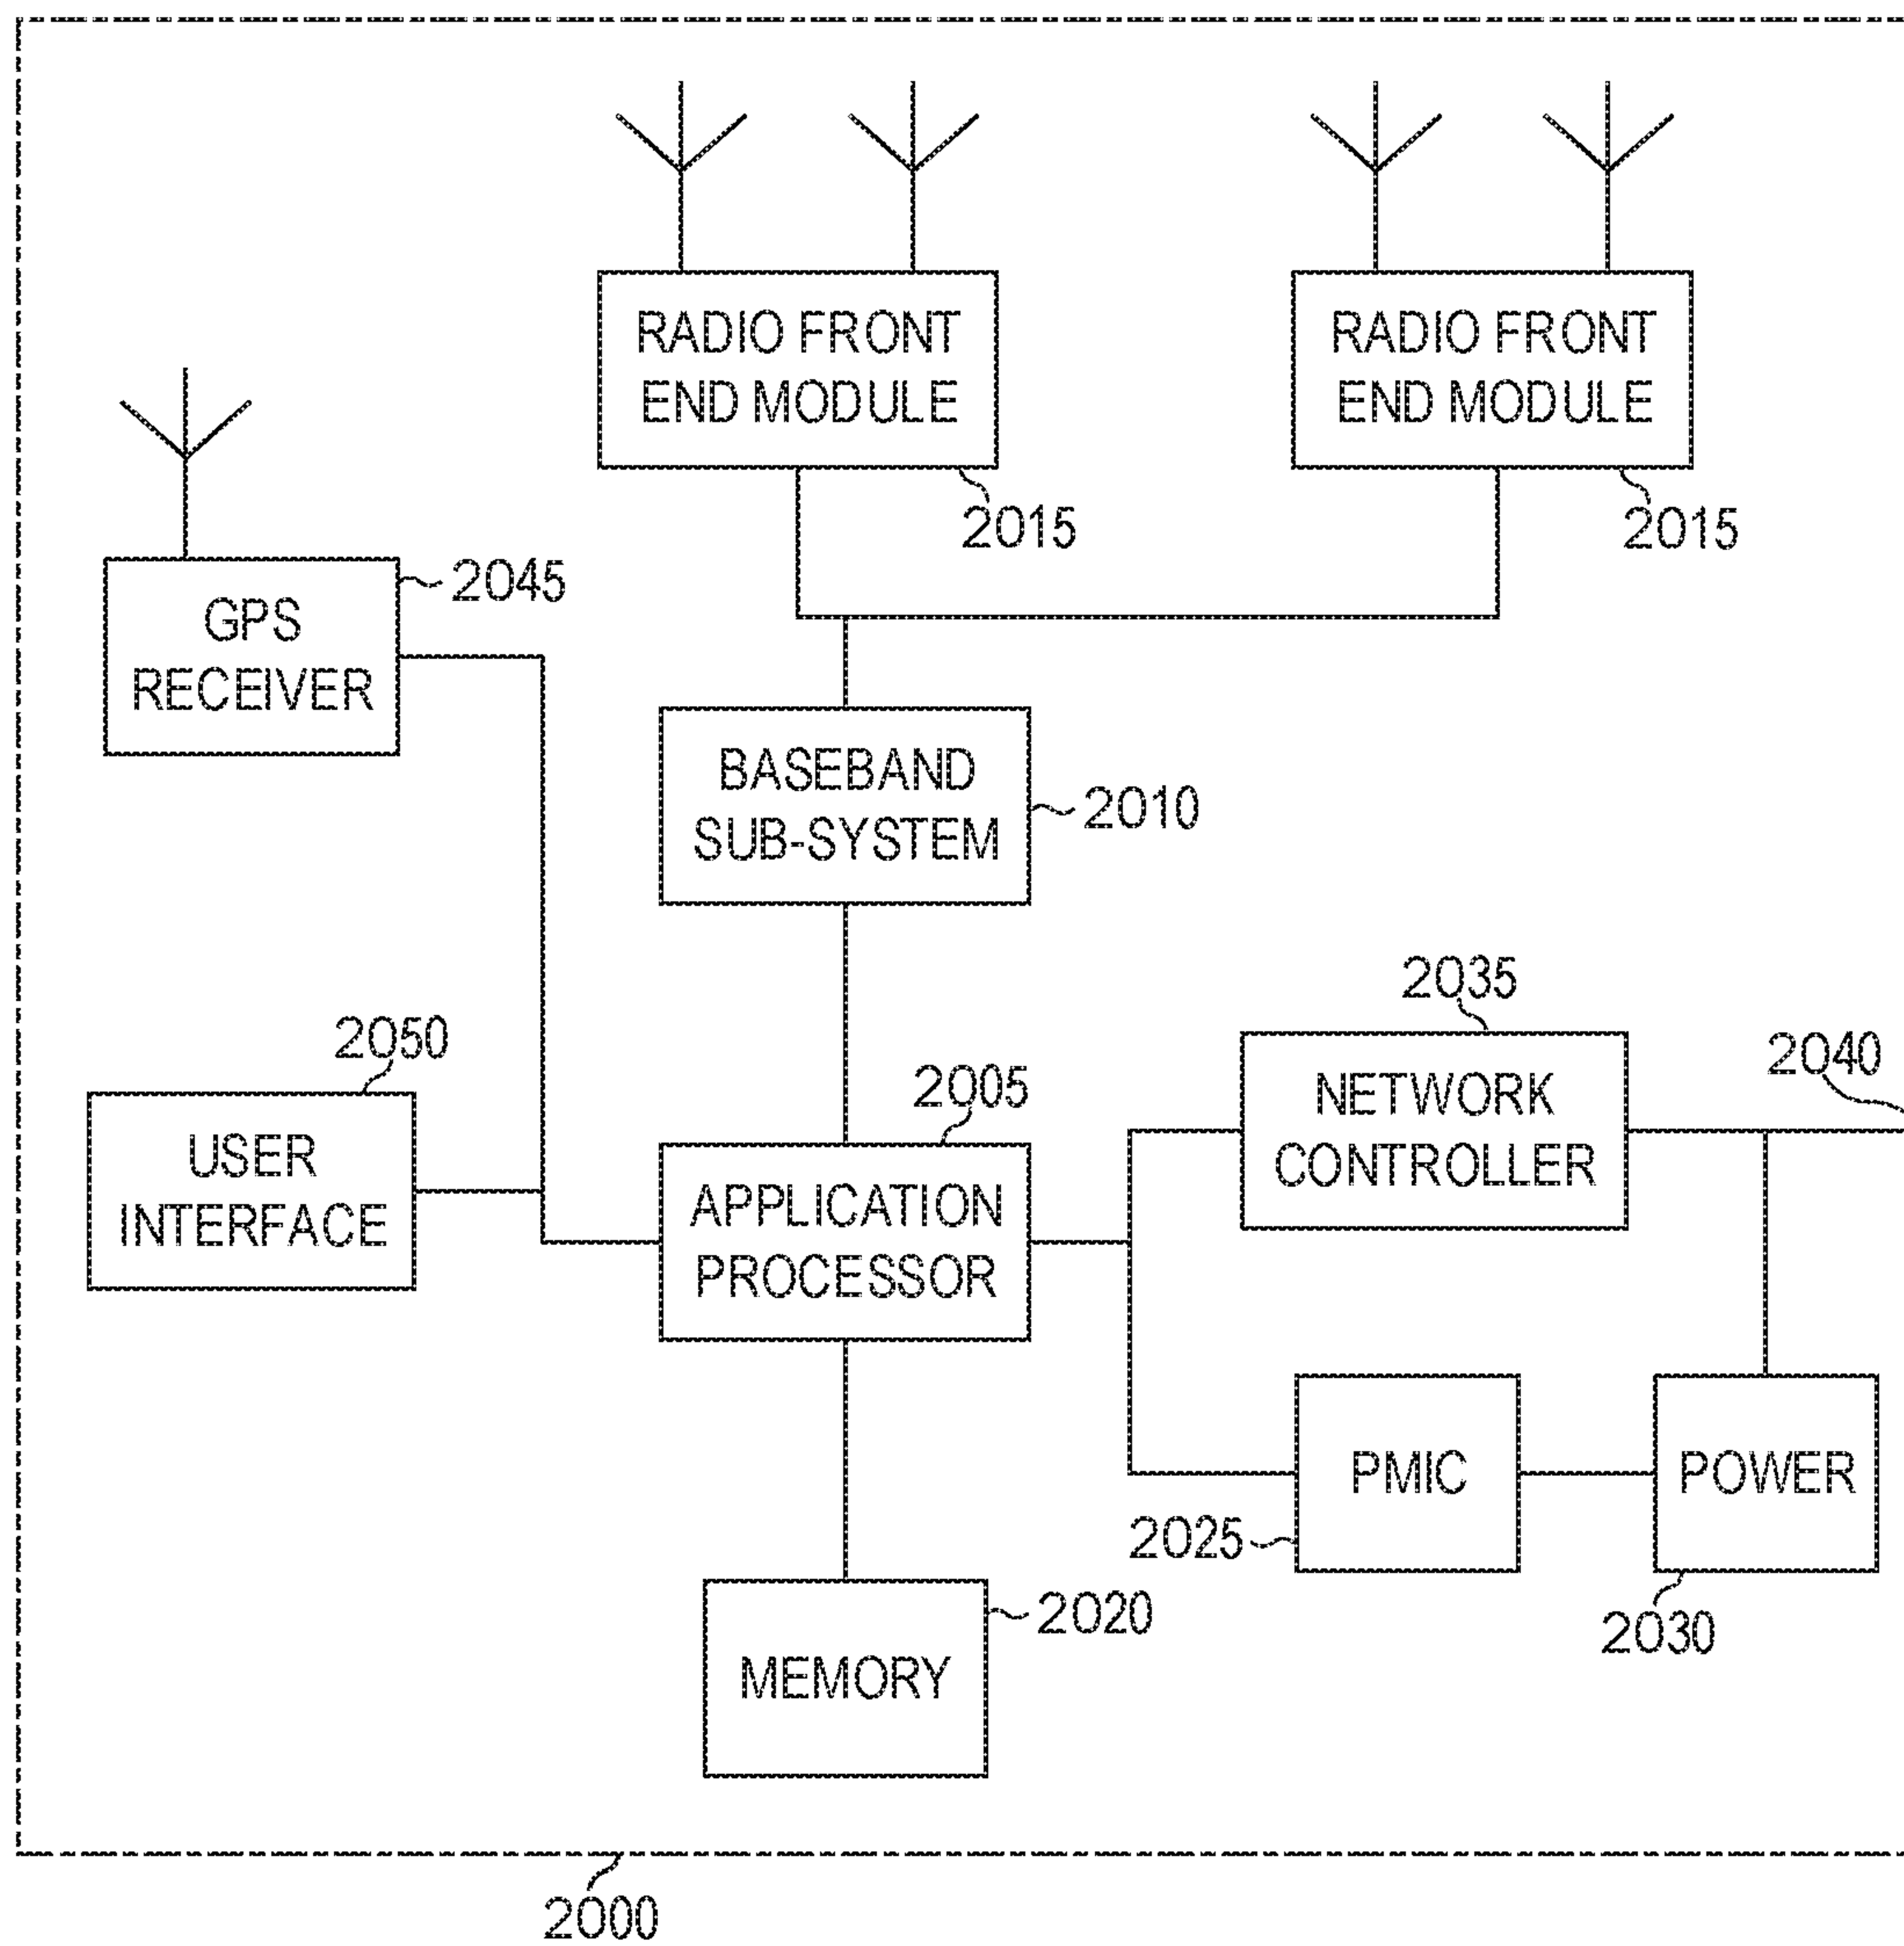 RADIO FRONT
END MODULE
2015
RADIO FRONT
END MODULE
2015
GPS
RECEIVER
2045
BASEBAND
SUB-SYSTEM
2010
USER
INTERFACE
2050
APPLICATION
PROCESSOR
2005
NETWORK
CONTROLLER
2035
2040
PMIC
2025
POWER
2030
MEMORY
2020
2000